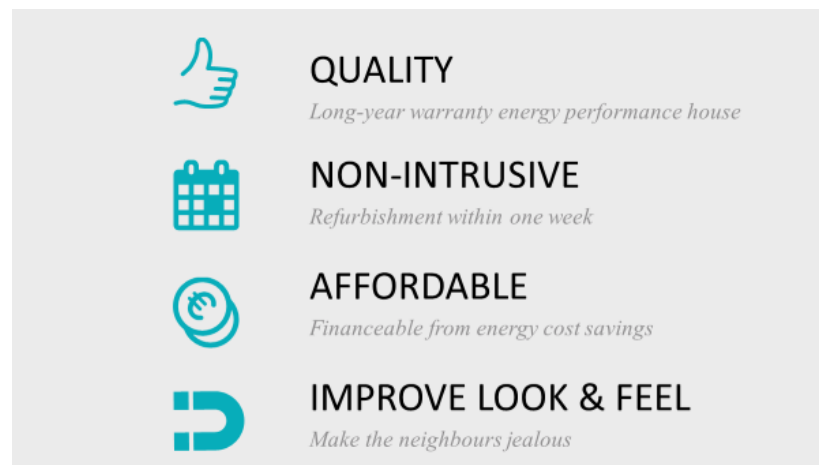 QUALITY
Long-year warranty energy performance house
NON-INTRUSIVE
Refurbishment within one week
AFFORDABLE
Financeable from energy cost savings
IMPROVE LOOK & FEEL
Make the neighbours jealous